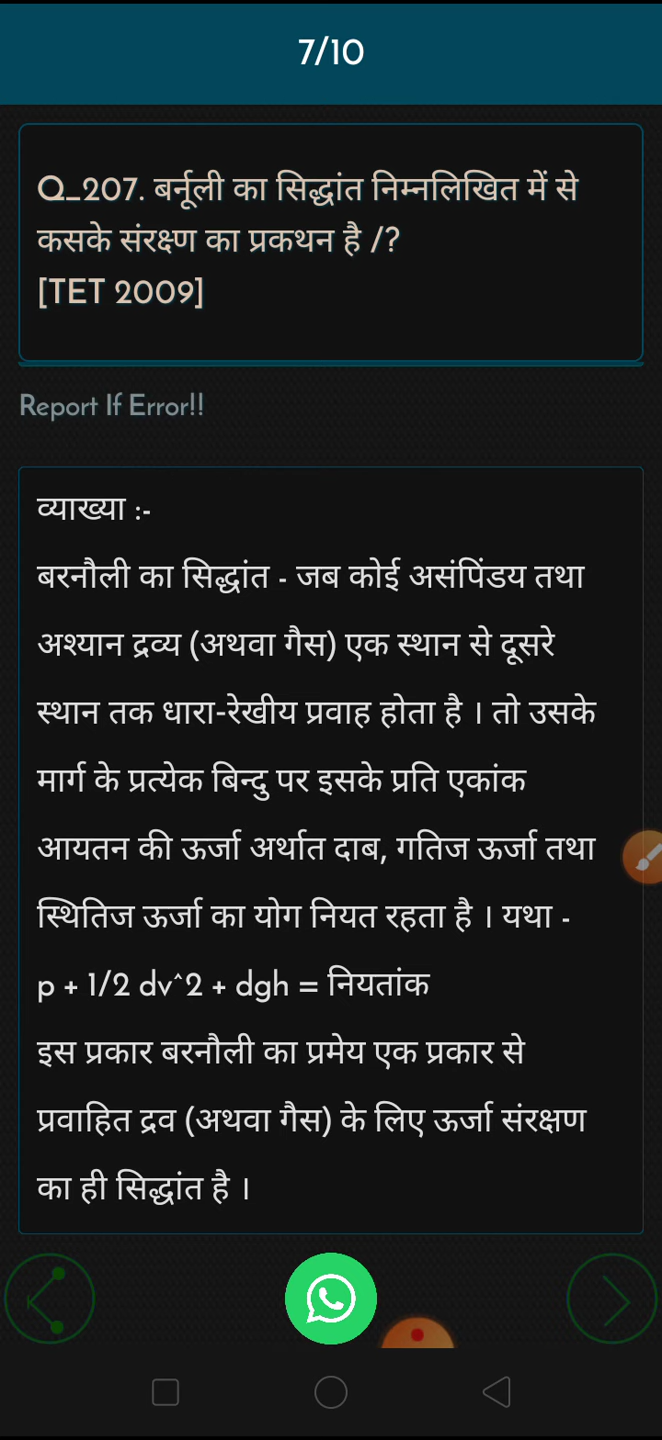 7/10
Q_207. बर्नूली का सिद्धांत निम्नलिखित में से
कसके संरक्ष्ण का प्रकथन है /?
[TET 2009]
Report If Error!!
व्याख्या :-
बरनौली का सिद्धांत - जब कोई असंपिंडय तथा
अश्यान द्रव्य (अथवा गैस) एक स्थान से दूसरे
स्थान तक धारा-रेखीय प्रवाह होता है । तो उसके
मार्ग के प्रत्येक बिन्दु पर इसके प्रति एकांक
आयतन की ऊर्जा अर्थात दाब, गतिज ऊर्जा तथा
स्थितिज ऊर्जा का योग नियत रहता है । यथा -
p + 1/2 dv^2 + dgh = नियतांक
इस प्रकार बरनौली का प्रमेय एक प्रकार से
प्रवाहित द्रव (अथवा गैस) के लिए ऊर्जा संरक्षण
का ही सिद्धांत है ।